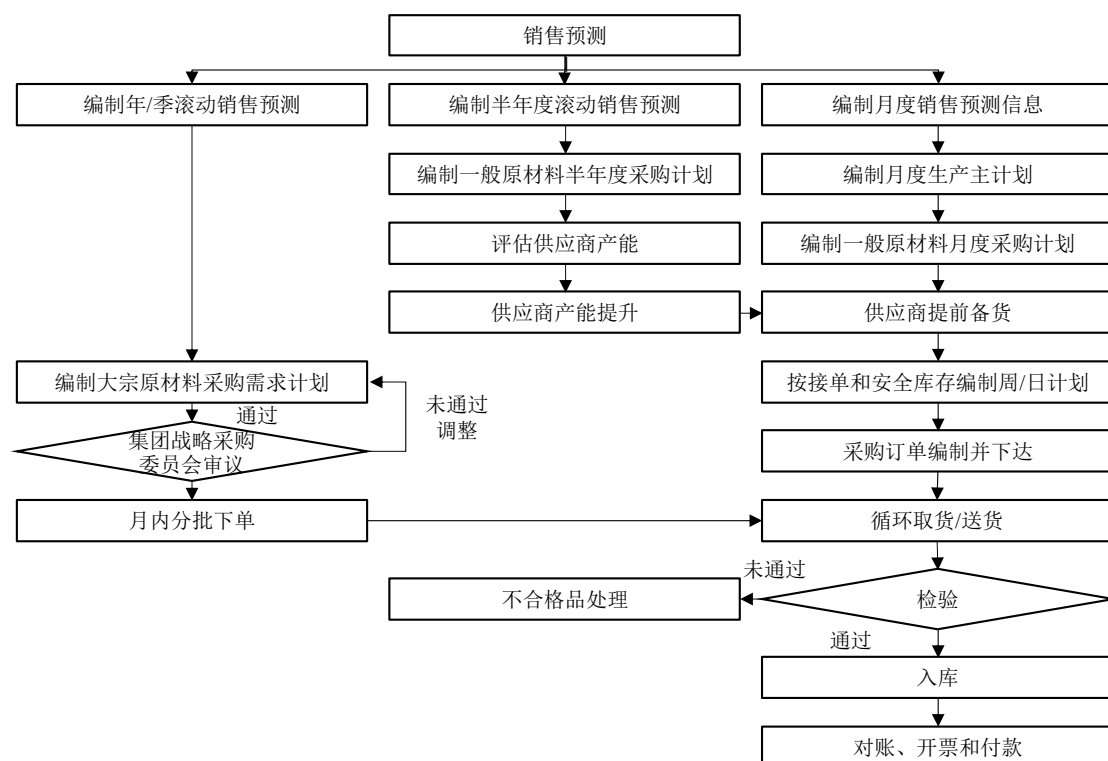 销售预测
编制年/季滚动销售预测
编制半年度滚动销售预测
编制月度销售预测信息
编制一般原材料半年度采购计划
编制月度生产主计划
评估供应商产能
编制一般原材料月度采购计划
供应商产能提升
供应商提前备货
编制大宗原材料采购需求计划
按接单和安全库存编制周/日计划
通过
未通过
调整
集团战略采购
委员会审议
采购订单编制并下达
月内分批下单
循环取货/送货
未通过
不合格品处理
检验
通过
入库
对账、开票和付款